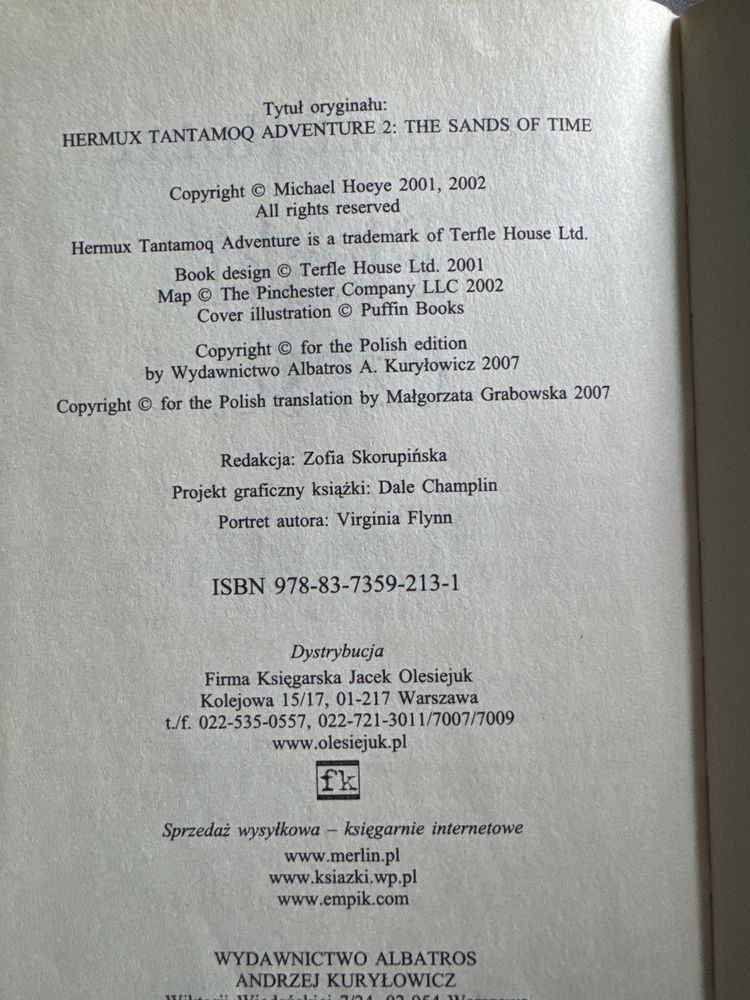 Tytuł oryginału:
HERMUX TANTAMOQ ADVENTURE 2: THE SANDS OF TIME
Copyright © Michael Hoeye 2001, 2002
All rights reserved
Hermux Tantamoq Adventure is a trademark of Terfle House Ltd.
Book design © Terfle House Ltd. 2001
Map © The Pinchester Company LLC 2002
Cover illustration © Puffin Books
Copyright © for the Polish edition
by Wydawnictwo Albatros A. Kuryłowicz 2007
Copyright © for the Polish translation by Małgorzata Grabowska 2007
Redakcja: Zofia Skorupińska
Projekt graficzny książki: Dale Champlin
Portret autora: Virginia Flynn
ISBN 978-83-7359-213-1
Dystrybucja
Firma Księgarska Jacek Olesiejuk
Kolejowa 15/17, 01-217 Warszawa
t./f. 022-535-0557, 022-721-3011/7007/7009
www.olesiejuk.pl
fk
Sprzedaż wysyłkowa – księgarnie internetowe
www.merlin.pl
www.ksiazki.wp.pl
www.empik.com
WYDAWNICTWO ALBATROS
ANDRZEJ KURYŁOWICZ